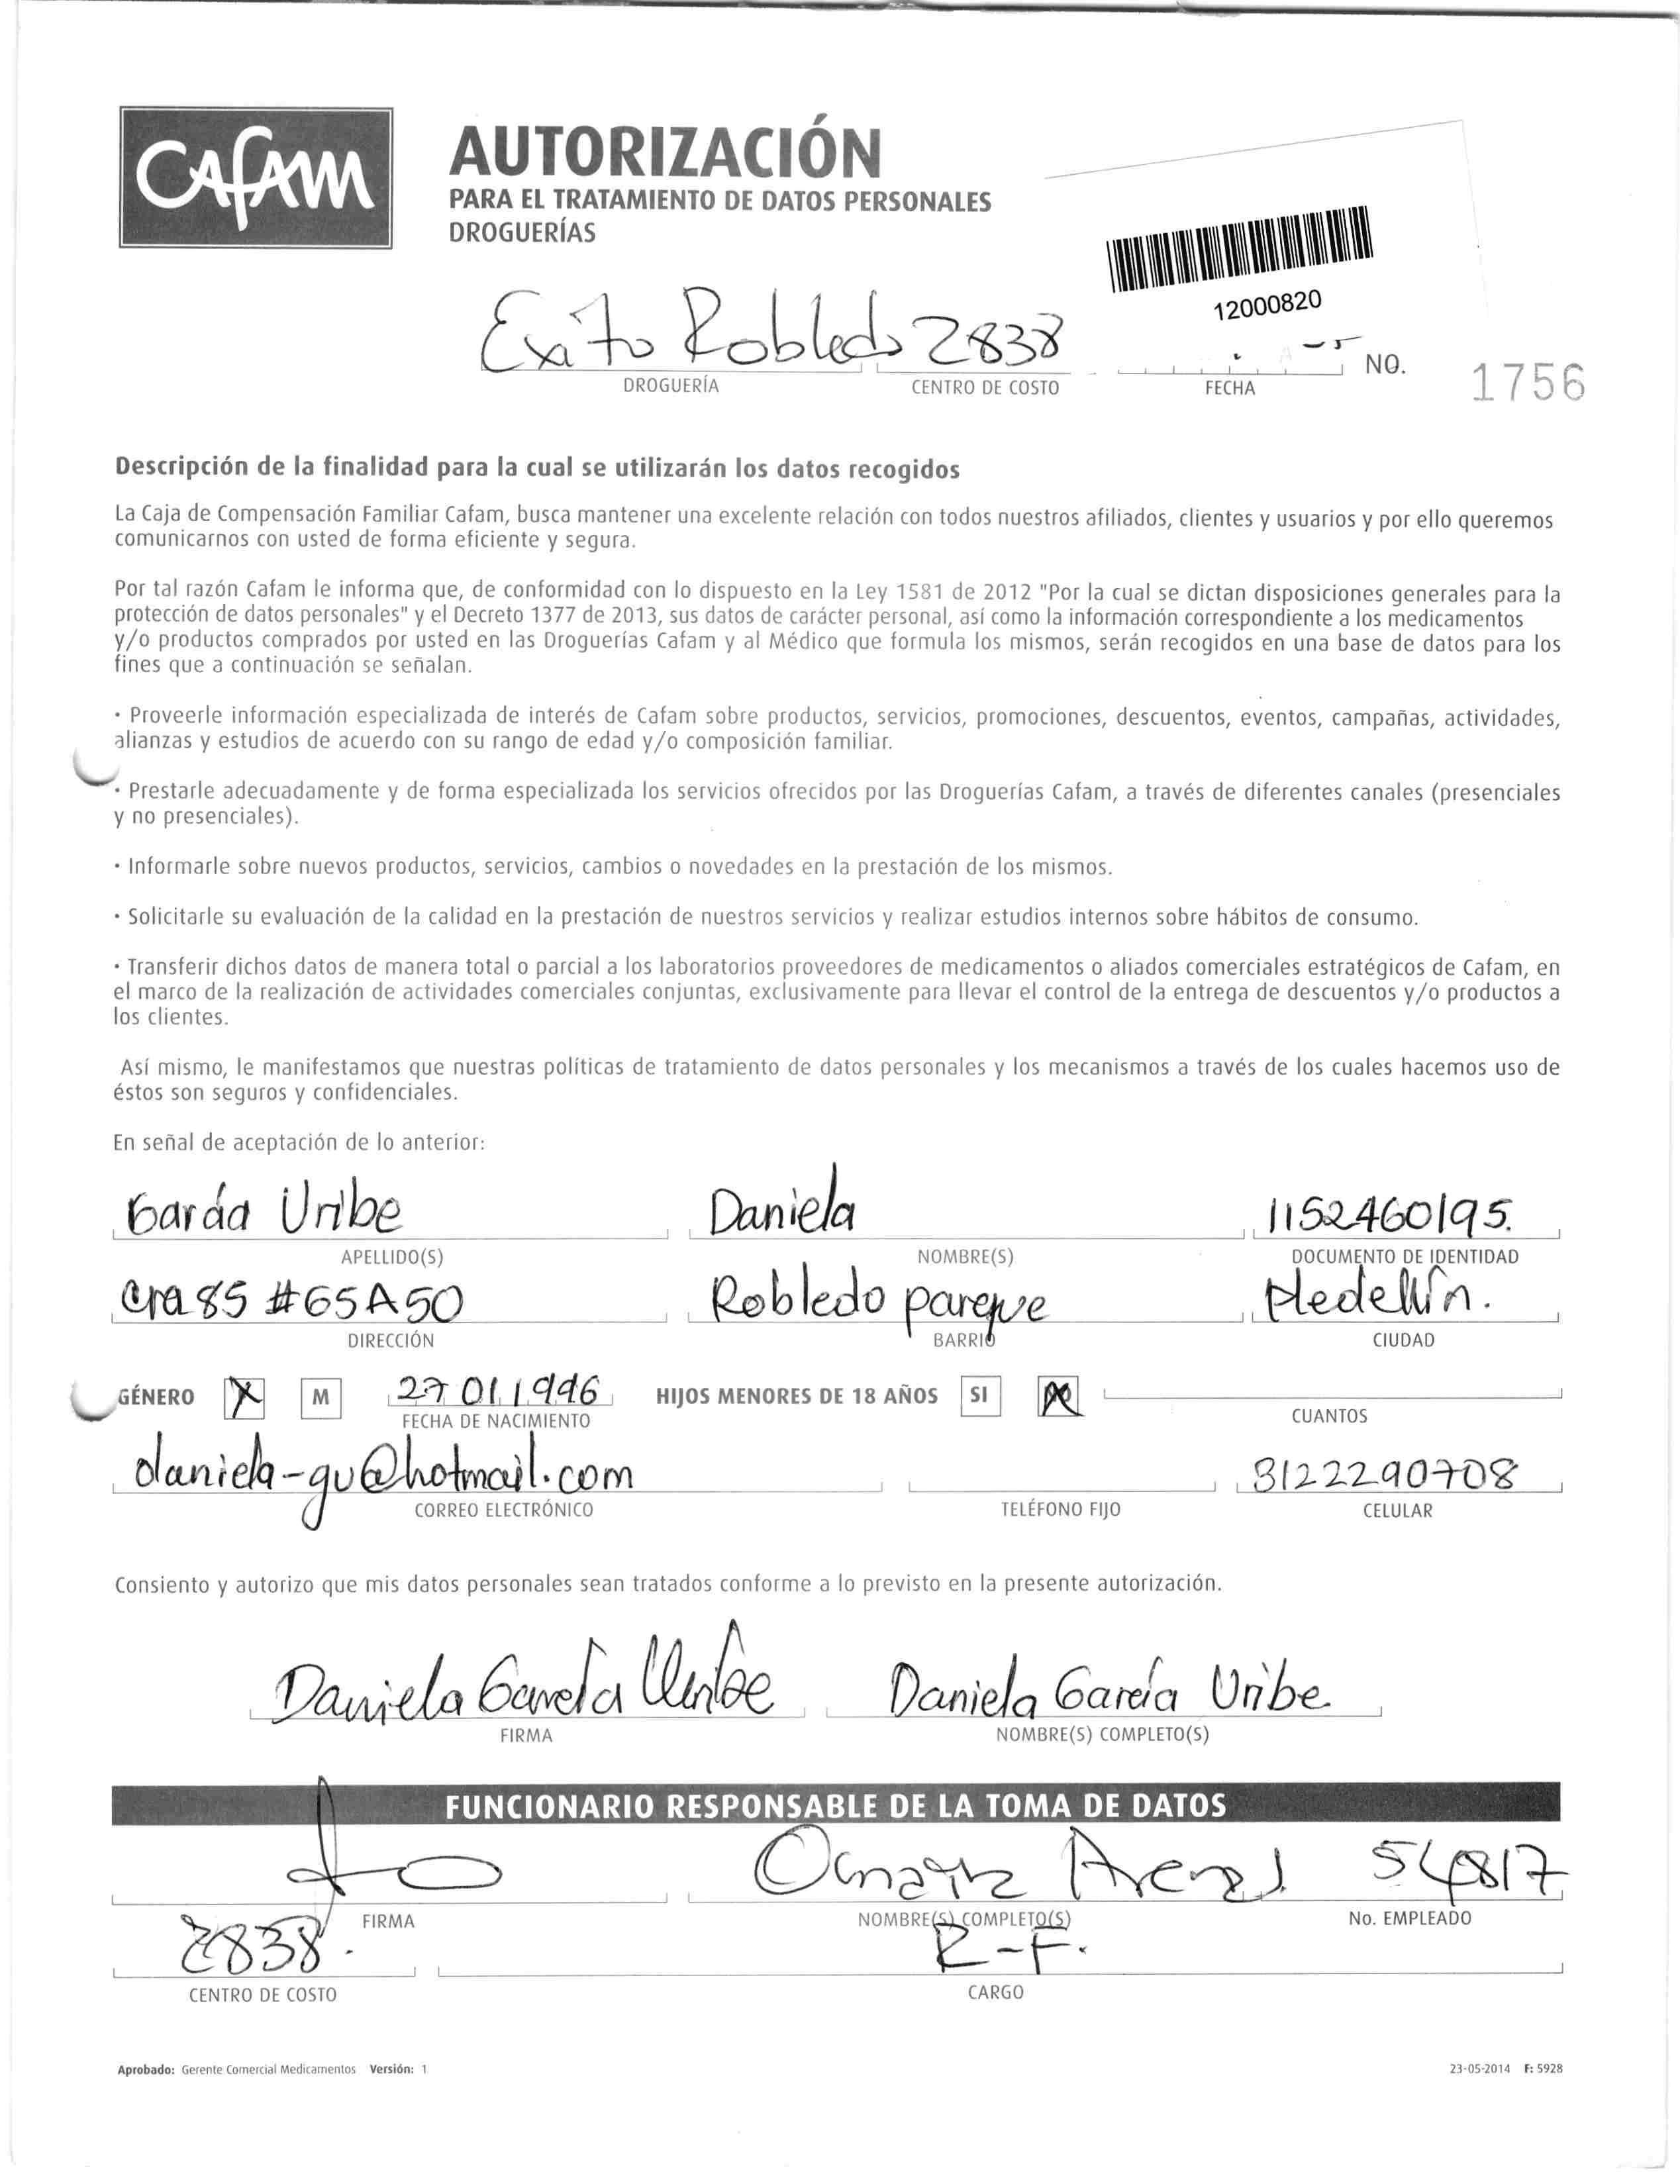 CAFAM
AUTORIZACIÓN
PARA EL TRATAMIENTO DE DATOS PERSONALES
DROGUERÍAS
12000820
Exito Robledo 2838
DROGUERÍA CENTRO DE COSTO FECHA NO. 1756
Descripción de la finalidad para la cual se utilizarán los datos recogidos
La Caja de Compensación Familiar Cafam, busca mantener una excelente relación con todos nuestros afiliados, clientes y usuarios y por ello queremos
comunicarnos con usted de forma eficiente y segura.
Por tal razón Cafam le informa que, de conformidad con lo dispuesto en la Ley 1581 de 2012 "Por la cual se dictan disposiciones generales para la
protección de datos personales" y el Decreto 1377 de 2013, sus datos de carácter personal, así como la información correspondiente a los medicamentos
y/o productos comprados por usted en las Droguerías Cafam y al Médico que formula los mismos, serán recogidos en una base de datos para los
fines que a continuación se señalan.
· Proveerle información especializada de interés de Cafam sobre productos, servicios, promociones, descuentos, eventos, campañas, actividades,
alianzas y estudios de acuerdo con su rango de edad y/o composición familiar.
· Prestarle adecuadamente y de forma especializada los servicios ofrecidos por las Droguerías Cafam, a través de diferentes canales (presenciales
y no presenciales).
· Informarle sobre nuevos productos, servicios, cambios o novedades en la prestación de los mismos.
· Solicitarle su evaluación de la calidad en la prestación de nuestros servicios y realizar estudios internos sobre hábitos de consumo.
· Transferir dichos datos de manera total o parcial a los laboratorios proveedores de medicamentos o aliados comerciales estratégicos de Cafam, en
el marco de la realización de actividades comerciales conjuntas, exclusivamente para llevar el control de la entrega de descuentos y/o productos a
los clientes.
Así mismo, le manifestamos que nuestras políticas de tratamiento de datos personales y los mecanismos a través de los cuales hacemos uso de
éstos son seguros y confidenciales.
En señal de aceptación de lo anterior:
García Uribe Daniela 1152460195.
APELLIDO(S) NOMBRE(S) DOCUMENTO DE IDENTIDAD
Cra 85 #65A50 Robledo parque Medellín.
DIRECCIÓN BARRIO CIUDAD
GÉNERO X M 27 01 1996 HIJOS MENORES DE 18 AÑOS SI X
FECHA DE NACIMIENTO CUANTOS
daniela-gu@hotmail.com 3122290708
CORREO ELECTRÓNICO TELÉFONO FIJO CELULAR
Consiento y autorizo que mis datos personales sean tratados conforme a lo previsto en la presente autorización.
Daniela García Uribe Daniela García Uribe
FIRMA NOMBRE(S) COMPLETO(S)
FUNCIONARIO RESPONSABLE DE LA TOMA DE DATOS
54817
FIRMA NOMBRE(S) COMPLETO(S) No. EMPLEADO
2838. R-F.
CENTRO DE COSTO CARGO
Aprobado: Gerente Comercial Medicamentos Versión: 1 23-05-2014 F: 5928